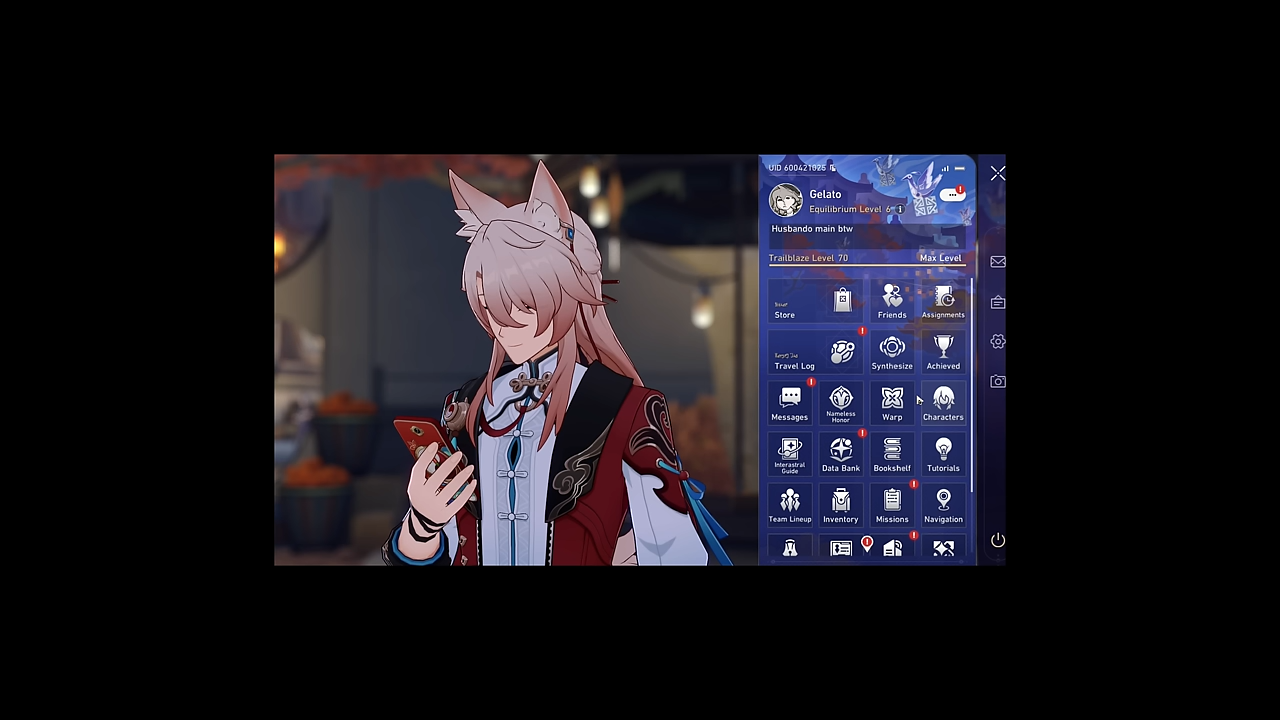 UID 600421025
Gelato
Equilibrium Level 6
Husbando main btw
Trailblaze Level 70
Max Level
Store
Friends
Assignments
Travel Log
Synthesize
Achieved
Messages
Nameless Honor
Warp
Characters
Interastral Guide
Data Bank
Bookshelf
Tutorials
Team Lineup
Inventory
Missions
Navigation